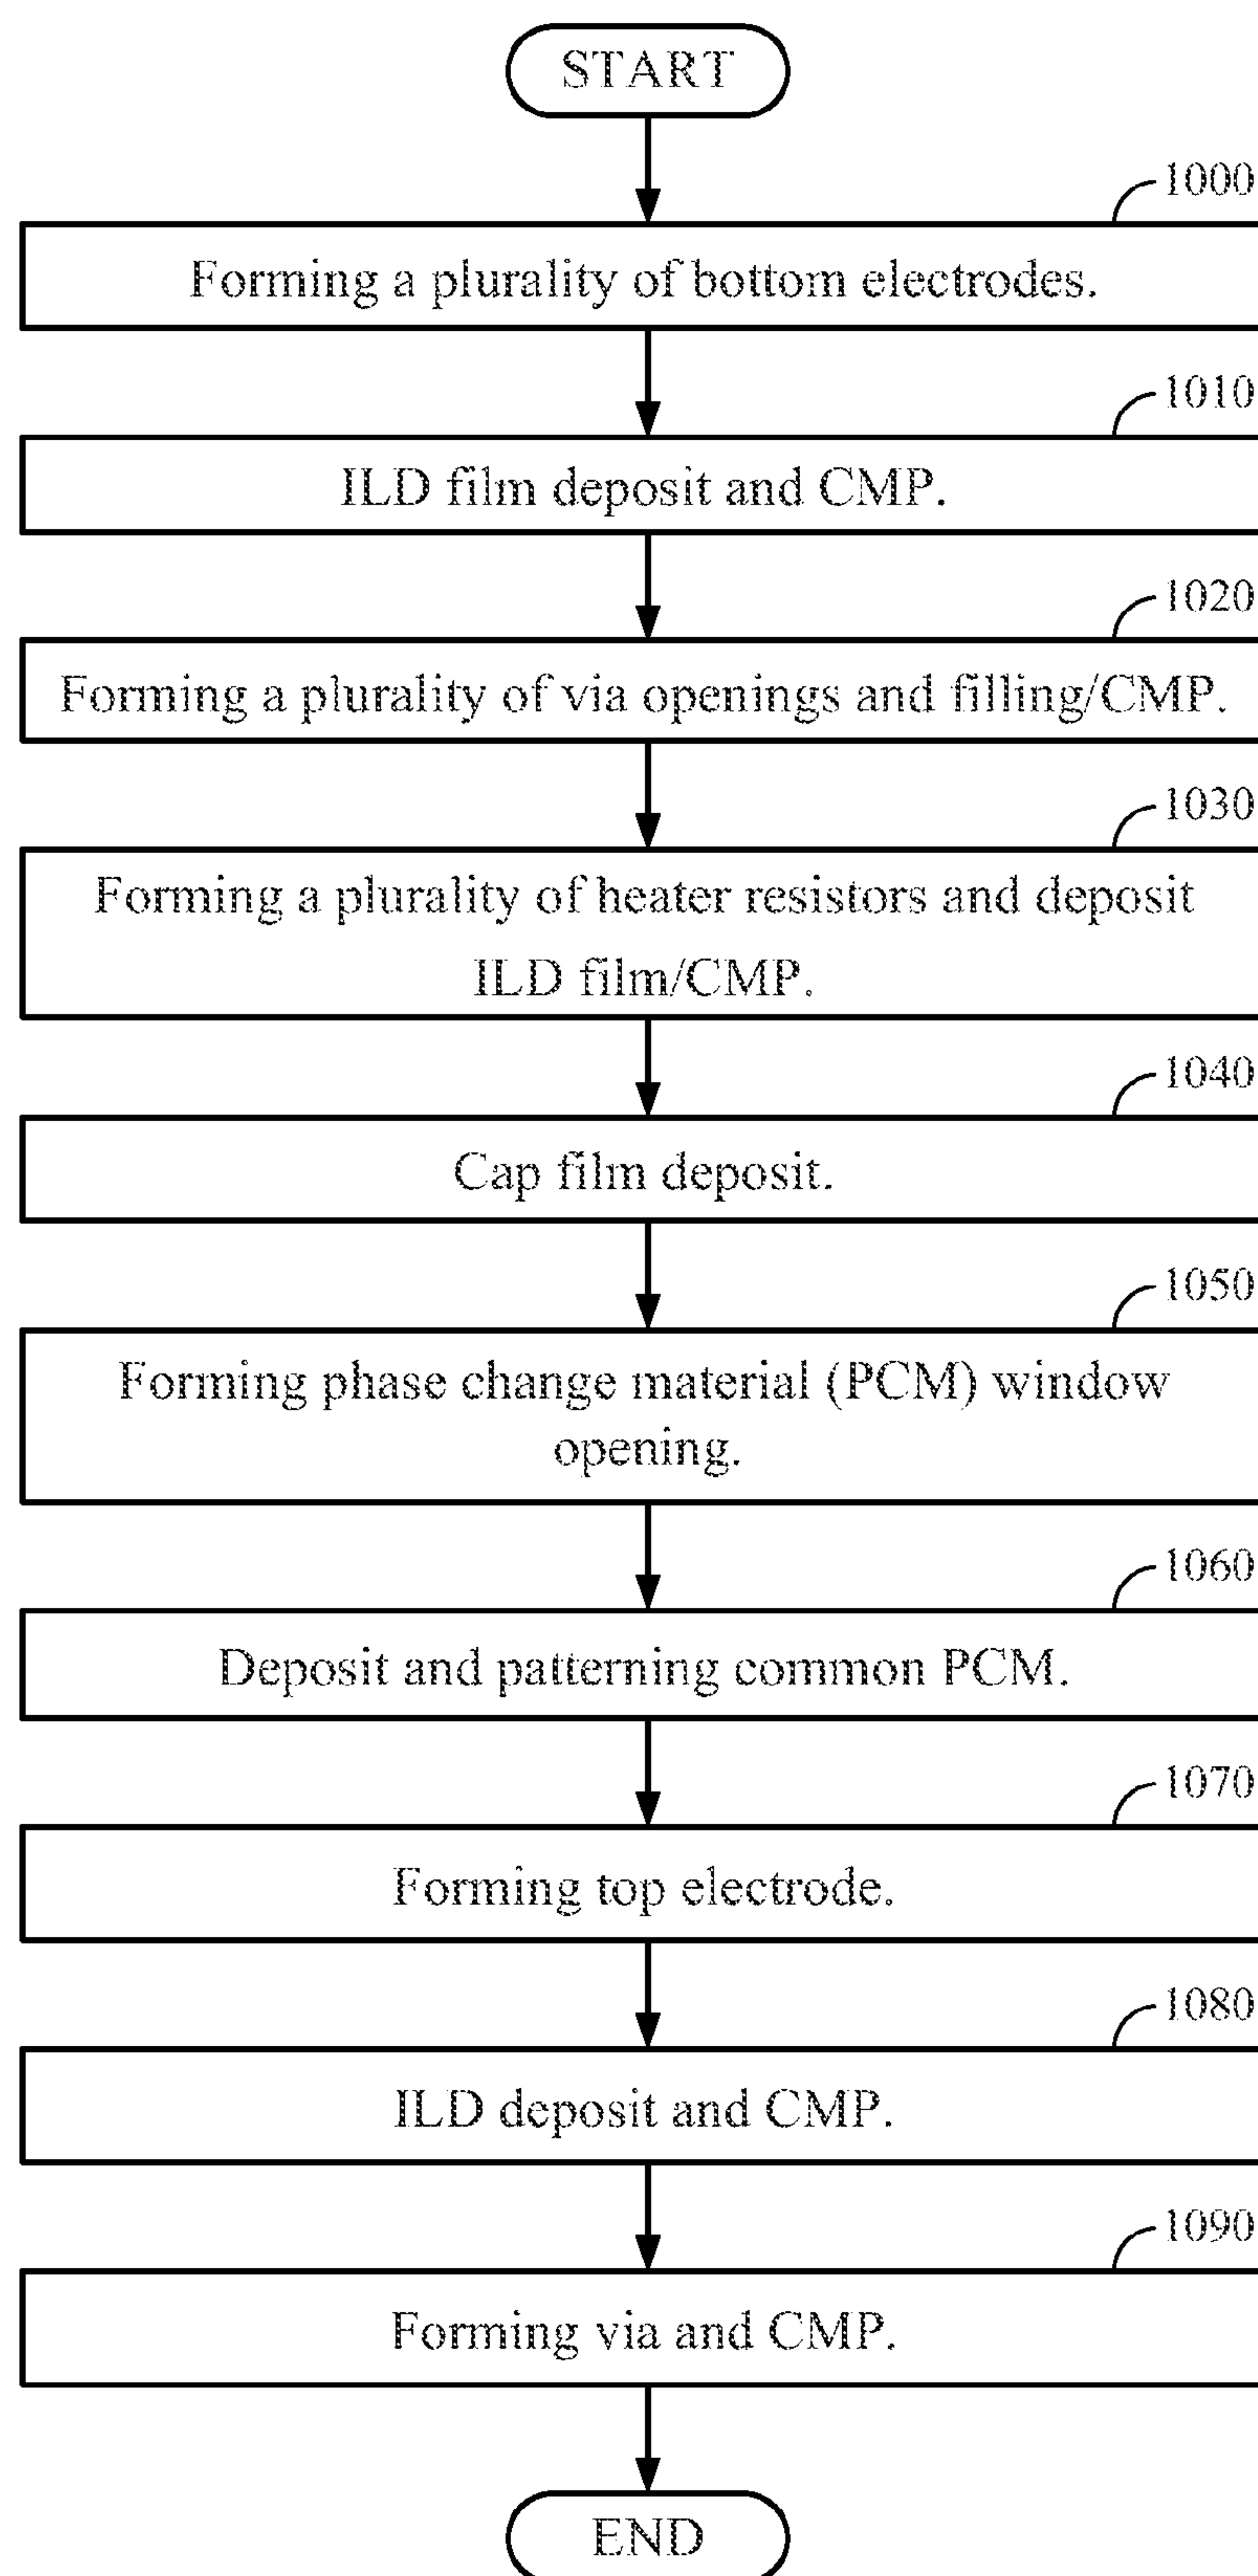 START
1000
Forming a plurality of bottom electrodes.
1010
ILD film deposit and CMP.
1020
Forming a plurality of via openings and filling/CMP.
1030
Forming a plurality of heater resistors and deposit
ILD film/CMP.
1040
Cap film deposit.
1050
Forming phase change material (PCM) window
opening.
1060
Deposit and patterning common PCM.
1070
Forming top electrode.
1080
ILD deposit and CMP.
1090
Forming via and CMP.
END